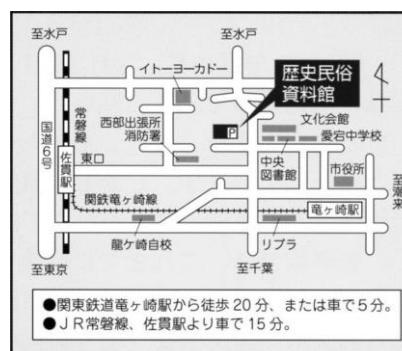 至水戸
至水戸
イトーヨーカドー
歴史民俗
資料館
P
西部出張所
消防署
文化会館
愛宕中学校
常磐線
国道6号
佐貫駅
東口
中央
図書館
市役所
至潮来
関鉄竜ヶ崎線
竜ヶ崎駅
龍ケ崎自校
リブラ
至東京
至千葉
●関東鉄道竜ヶ崎駅から徒歩20分、または車で5分。
●JR常磐線、佐貫駅より車で15分。